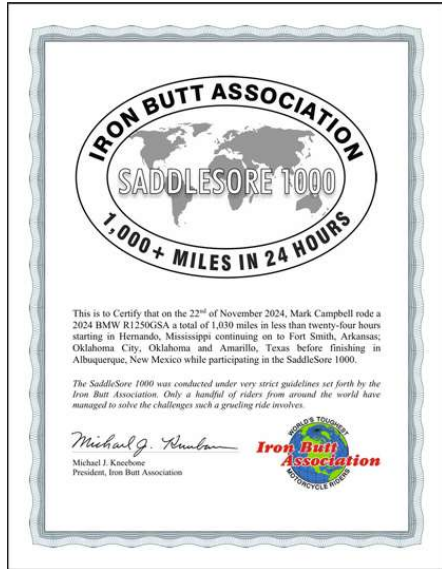 IRON BUTT ASSOCIATION
SADDLESORE 1000
1,000+ MILES IN 24 HOURS
This is to Certify that on the 22nd of November 2024, Mark Campbell rode a
2024 BMW R1250GSA a total of 1,030 miles in less than twenty-four hours
starting in Hernando, Mississippi continuing on to Fort Smith, Arkansas;
Oklahoma City, Oklahoma and Amarillo, Texas before finishing in
Albuquerque, New Mexico while participating in the SaddleSore 1000.
The SaddleSore 1000 was conducted under very strict guidelines set forth by the
Iron Butt Association. Only a handful of riders from around the world have
managed to solve the challenges such a grueling ride involves.
Michael J. Kneebone
Michael J. Kneebone
President, Iron Butt Association
WORLD'S TOUGHEST
Iron Butt
Association
MOTORCYCLE RIDERS